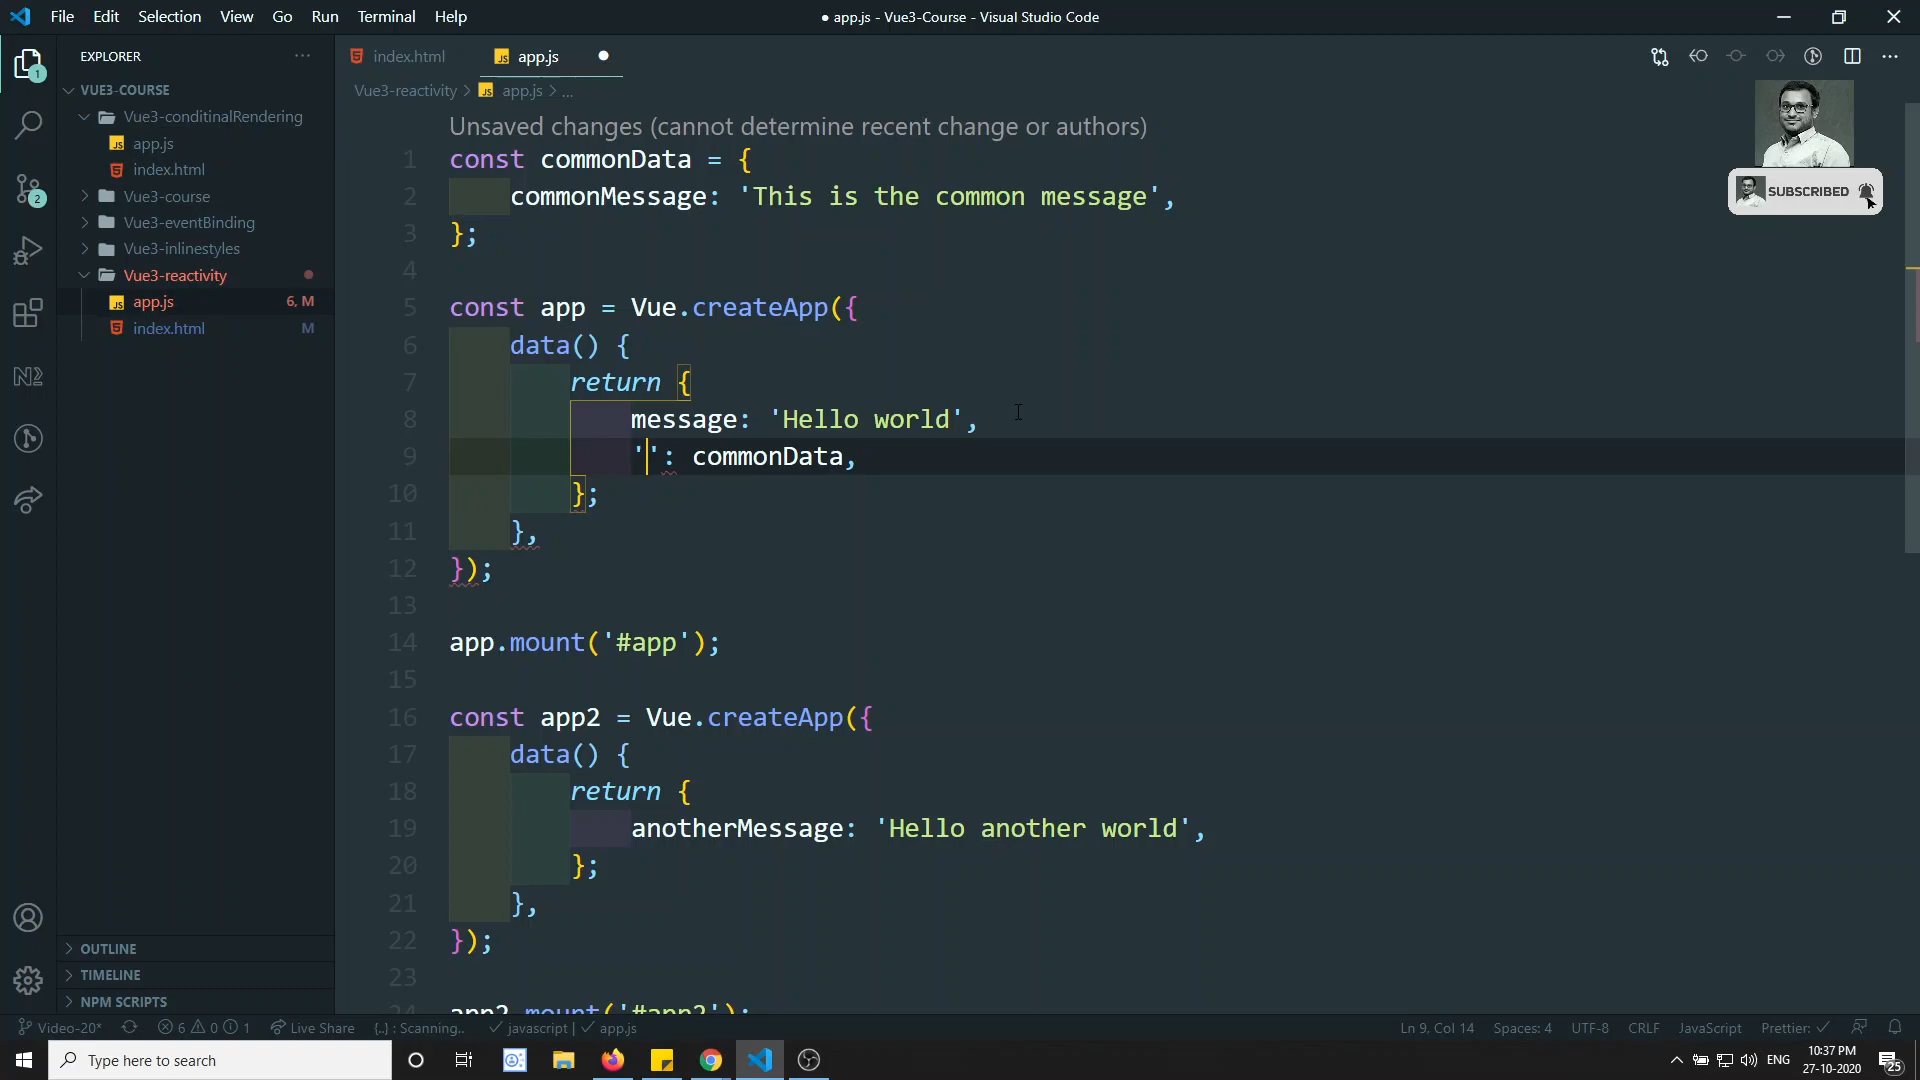 File Edit Selection View Go Run Terminal Help
● app.js - Vue3-Course - Visual Studio Code
EXPLORER
index.html
app.js
VUE3-COURSE
Vue3-reactivity > app.js > ...
Vue3-conditinalRendering
app.js
index.html
Vue3-course
Vue3-eventBinding
Vue3-inlinestyles
Vue3-reactivity
app.js 6, M
index.html M
Unsaved changes (cannot determine recent change or authors)
1 const commonData = {
2 commonMessage: 'This is the common message',
3 };
4
5 const app = Vue.createApp({
6 data() {
7 return {
8 message: 'Hello world',
9 '': commonData,
10 };
11 },
12 });
13
14 app.mount('#app');
15
16 const app2 = Vue.createApp({
17 data() {
18 return {
19 anotherMessage: 'Hello another world',
20 };
21 },
22 });
23
24 app2.mount('#app2');
SUBSCRIBED
1
2
OUTLINE
TIMELINE
NPM SCRIPTS
Video-20* 6 0 1 Live Share {..} : Scanning.. javascript | app.js
Ln 9, Col 14 Spaces: 4 UTF-8 CRLF JavaScript Prettier:
Type here to search
ENG
10:37 PM
27-10-2020
25